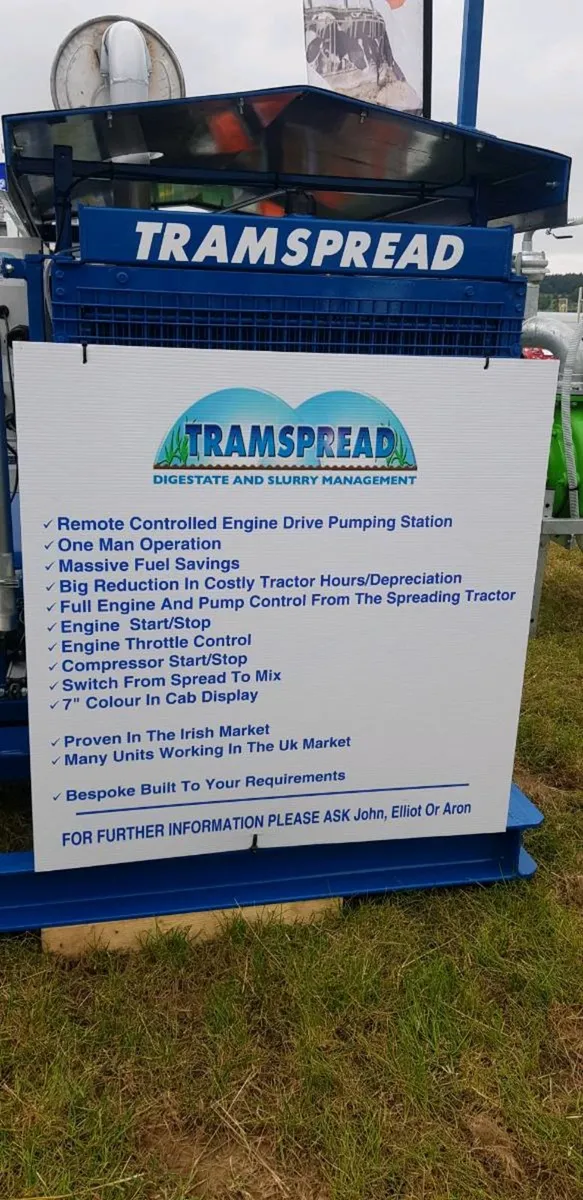 TRAMSPREAD
TRAMSPREAD
DIGESTATE AND SLURRY MANAGEMENT
✓ Remote Controlled Engine Drive Pumping Station
✓ One Man Operation
✓ Massive Fuel Savings
✓ Big Reduction In Costly Tractor Hours/Depreciation
✓ Full Engine And Pump Control From The Spreading Tractor
✓ Engine Start/Stop
✓ Engine Throttle Control
✓ Compressor Start/Stop
✓ Switch From Spread To Mix
✓ 7" Colour In Cab Display
✓ Proven In The Irish Market
✓ Many Units Working In The Uk Market
✓ Bespoke Built To Your Requirements
FOR FURTHER INFORMATION PLEASE ASK John, Elliot Or Aron